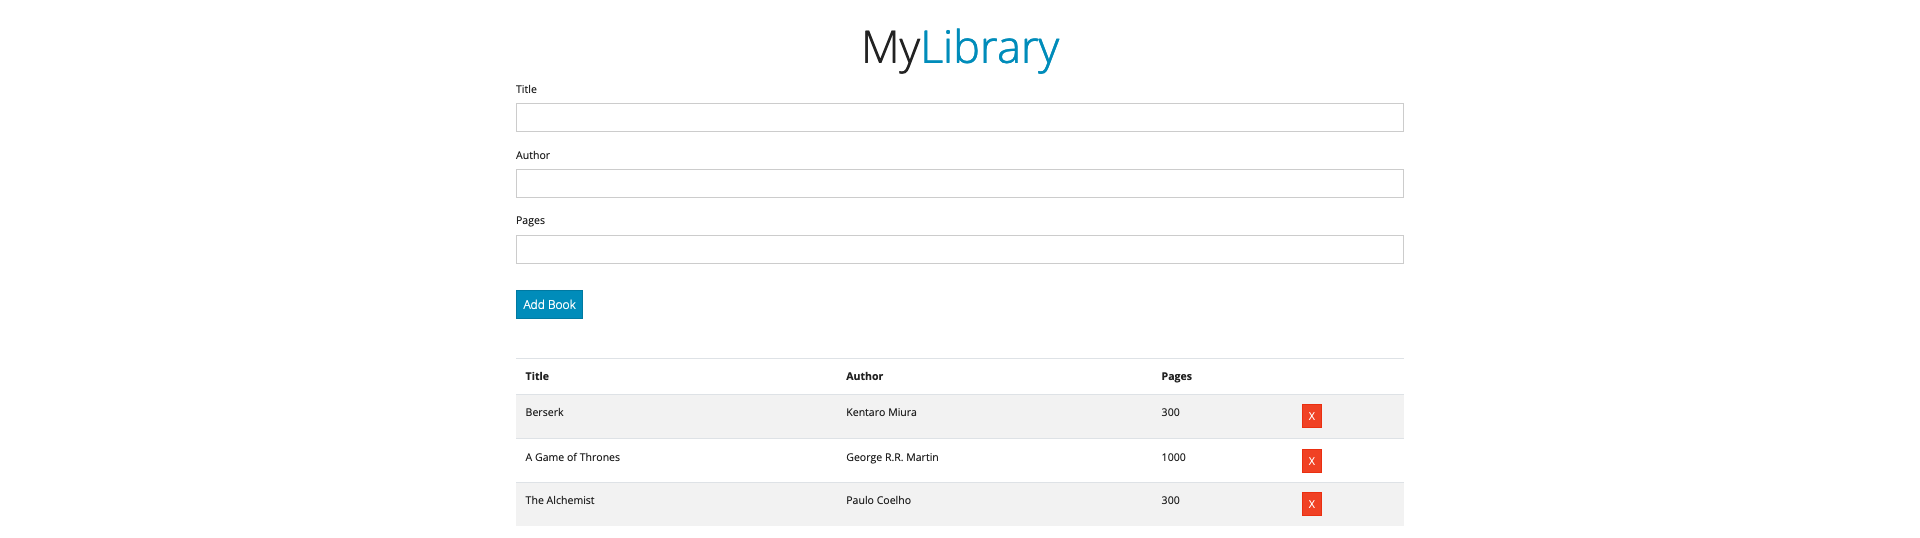 MyLibrary
Title
Author
Pages
Add Book
Title Author Pages
Berserk Kentaro Miura 300 X
A Game of Thrones George R.R. Martin 1000 X
The Alchemist Paulo Coelho 300 X